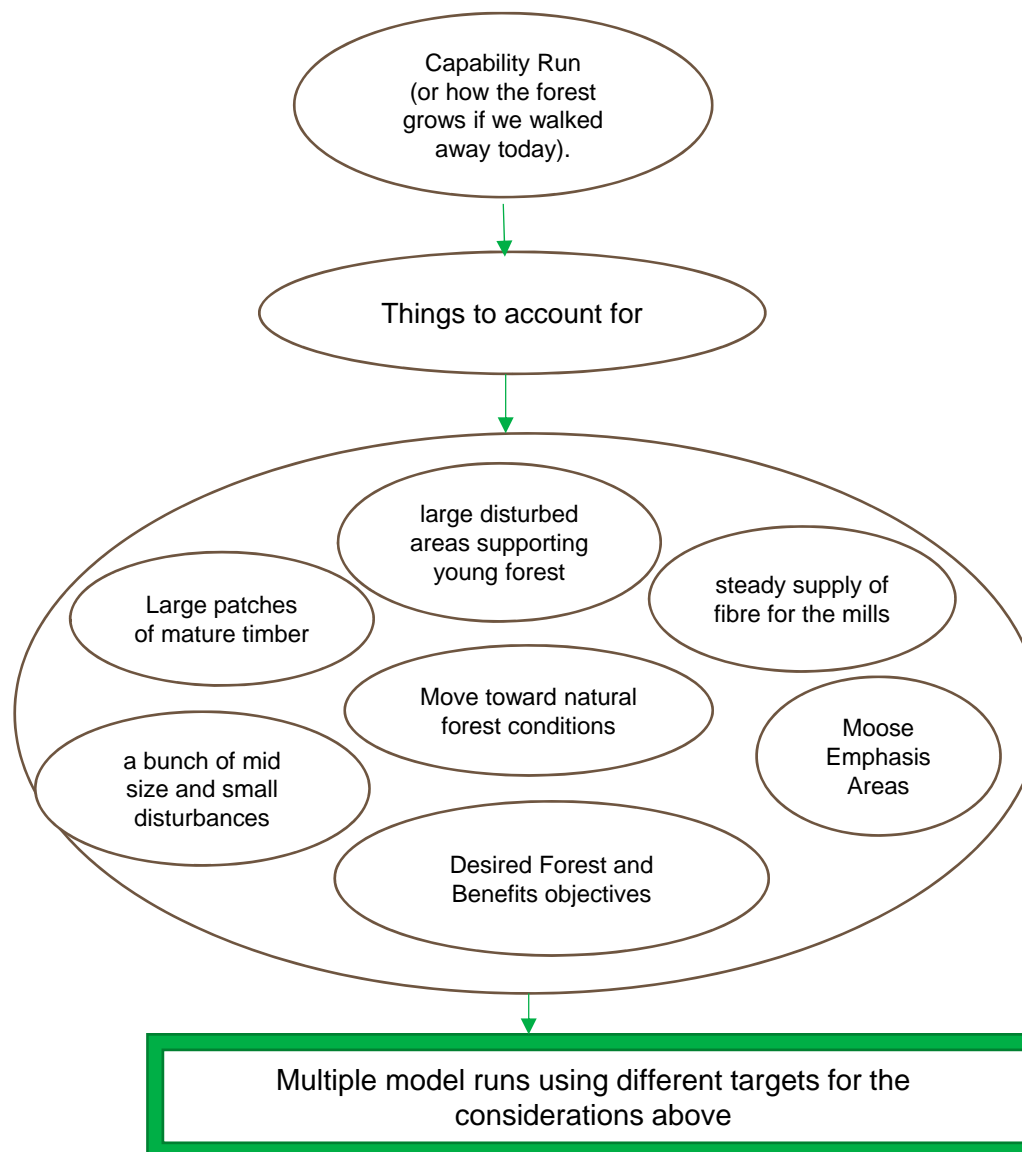 Capability Run
(or how the forest
grows if we walked
away today).
Things to account for
large disturbed
areas supporting
young forest
steady supply of
fibre for the mills
Large patches
of mature timber
Move toward natural
forest conditions
Moose
Emphasis
Areas
a bunch of mid
size and small
disturbances
Desired Forest and
Benefits objectives
Multiple model runs using different targets for the
considerations above